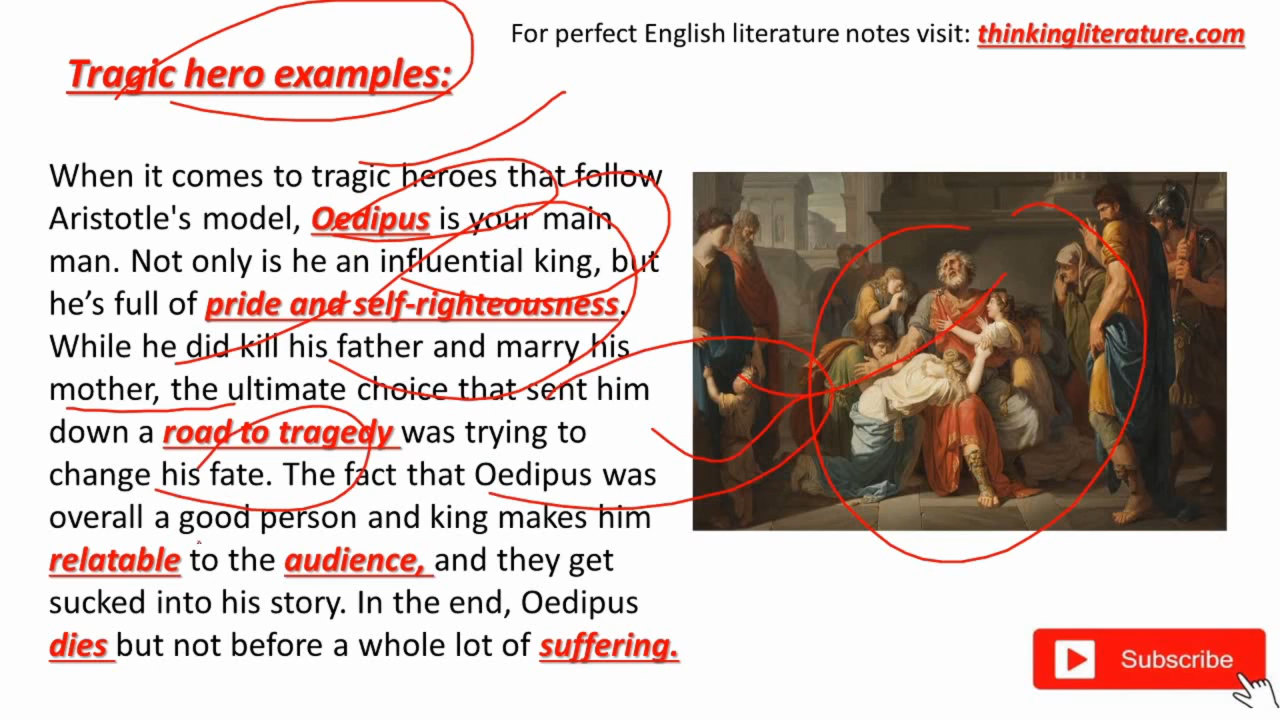 For perfect English literature notes visit: thinkingliterature.com
Tragic hero examples:
When it comes to tragic heroes that follow
Aristotle's model, Oedipus is your main
man. Not only is he an influential king, but
he’s full of pride and self-righteousness.
While he did kill his father and marry his
mother, the ultimate choice that sent him
down a road to tragedy was trying to
change his fate. The fact that Oedipus was
overall a good person and king makes him
relatable to the audience, and they get
sucked into his story. In the end, Oedipus
dies but not before a whole lot of suffering.
Subscribe